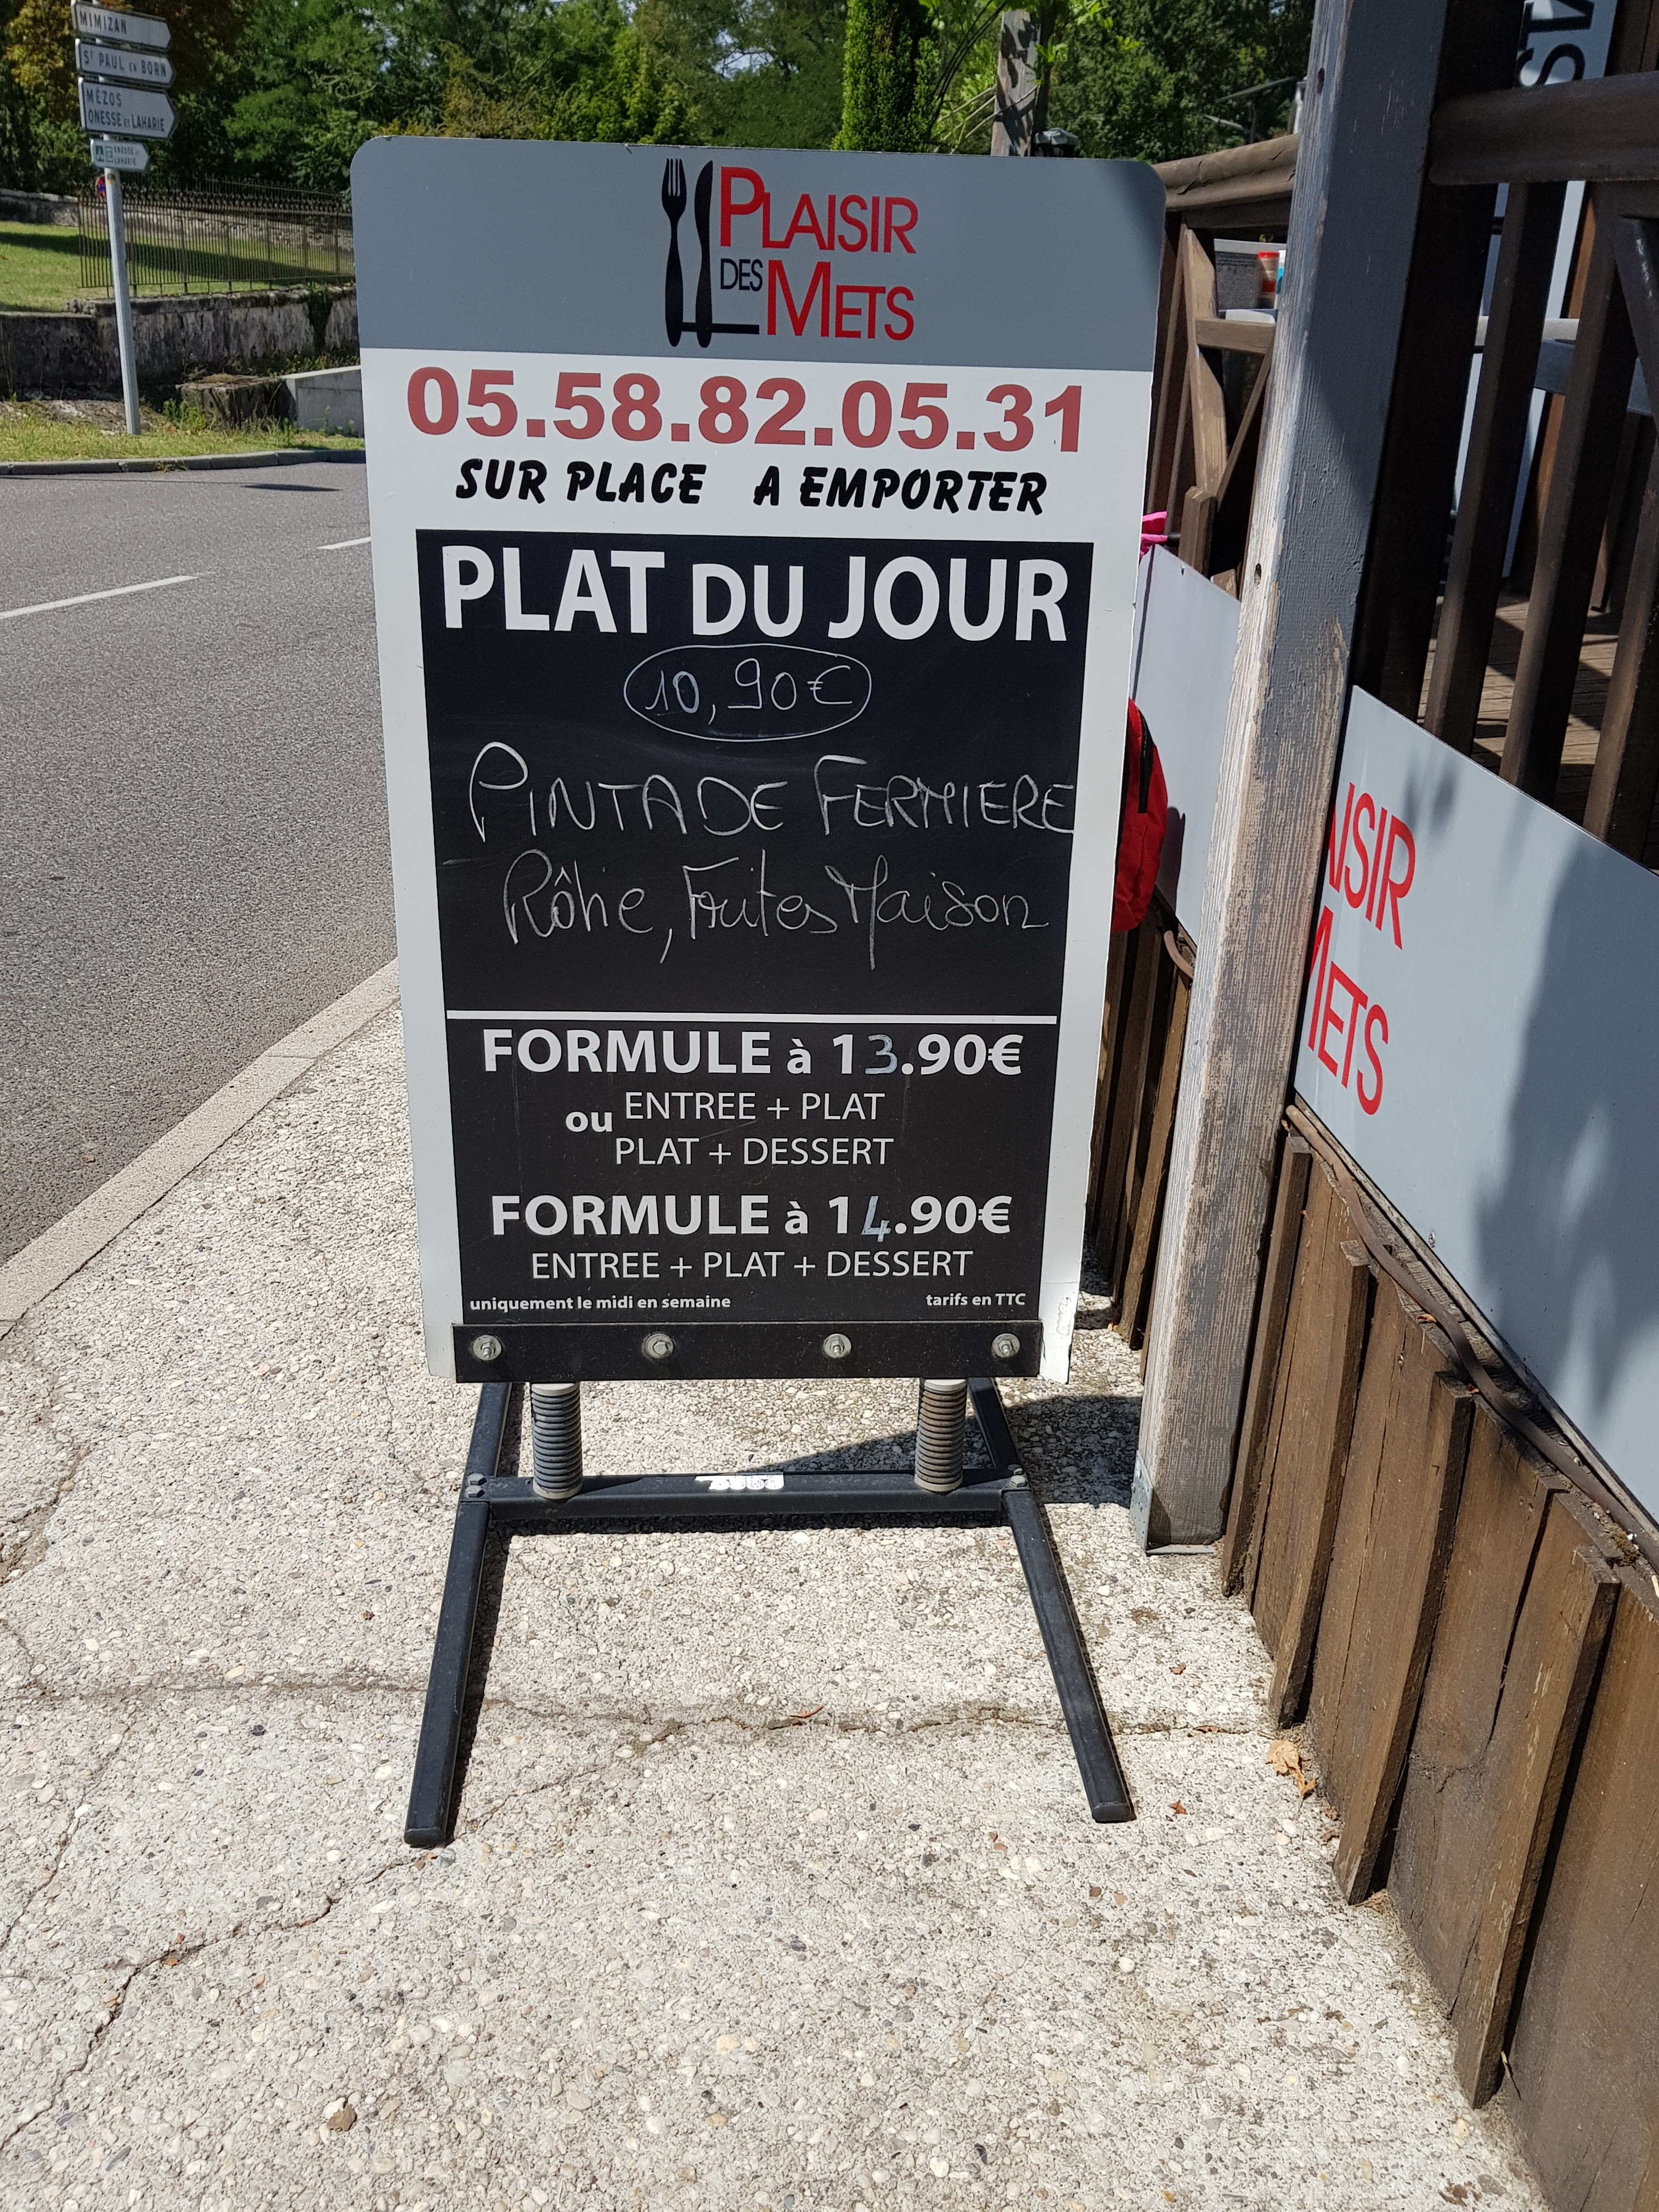 MIMIZAN
ST PAUL EN BORN
MÉZOS
ONESSE ET LAHARIE
PLAISIR
DES METS
05.58.82.05.31
SUR PLACE A EMPORTER
PLAT DU JOUR
10,90€
PINTADE FERMIERE
Rôtie, Frites Maison
FORMULE à 13.90€
ou ENTREE + PLAT
PLAT + DESSERT
FORMULE à 14.90€
ENTREE + PLAT + DESSERT
uniquement le midi en semaine tarifs en TTC
AISIR
METS